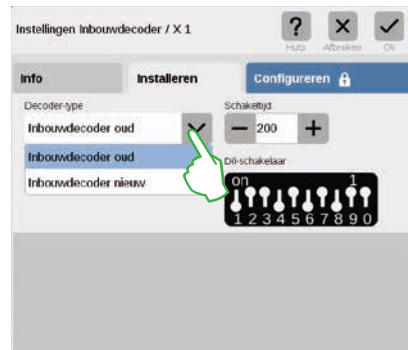 Instellingen Inbouwdecoder / X 1
?
Hulp
Afbreken
Ok
Info
Installeren
Configureren
Decoder-type
Inbouwdecoder oud
Inbouwdecoder oud
Inbouwdecoder nieuw
Schakeltijd
200
Dil-schakelaar
on 1
1 2 3 4 5 6 7 8 9 0